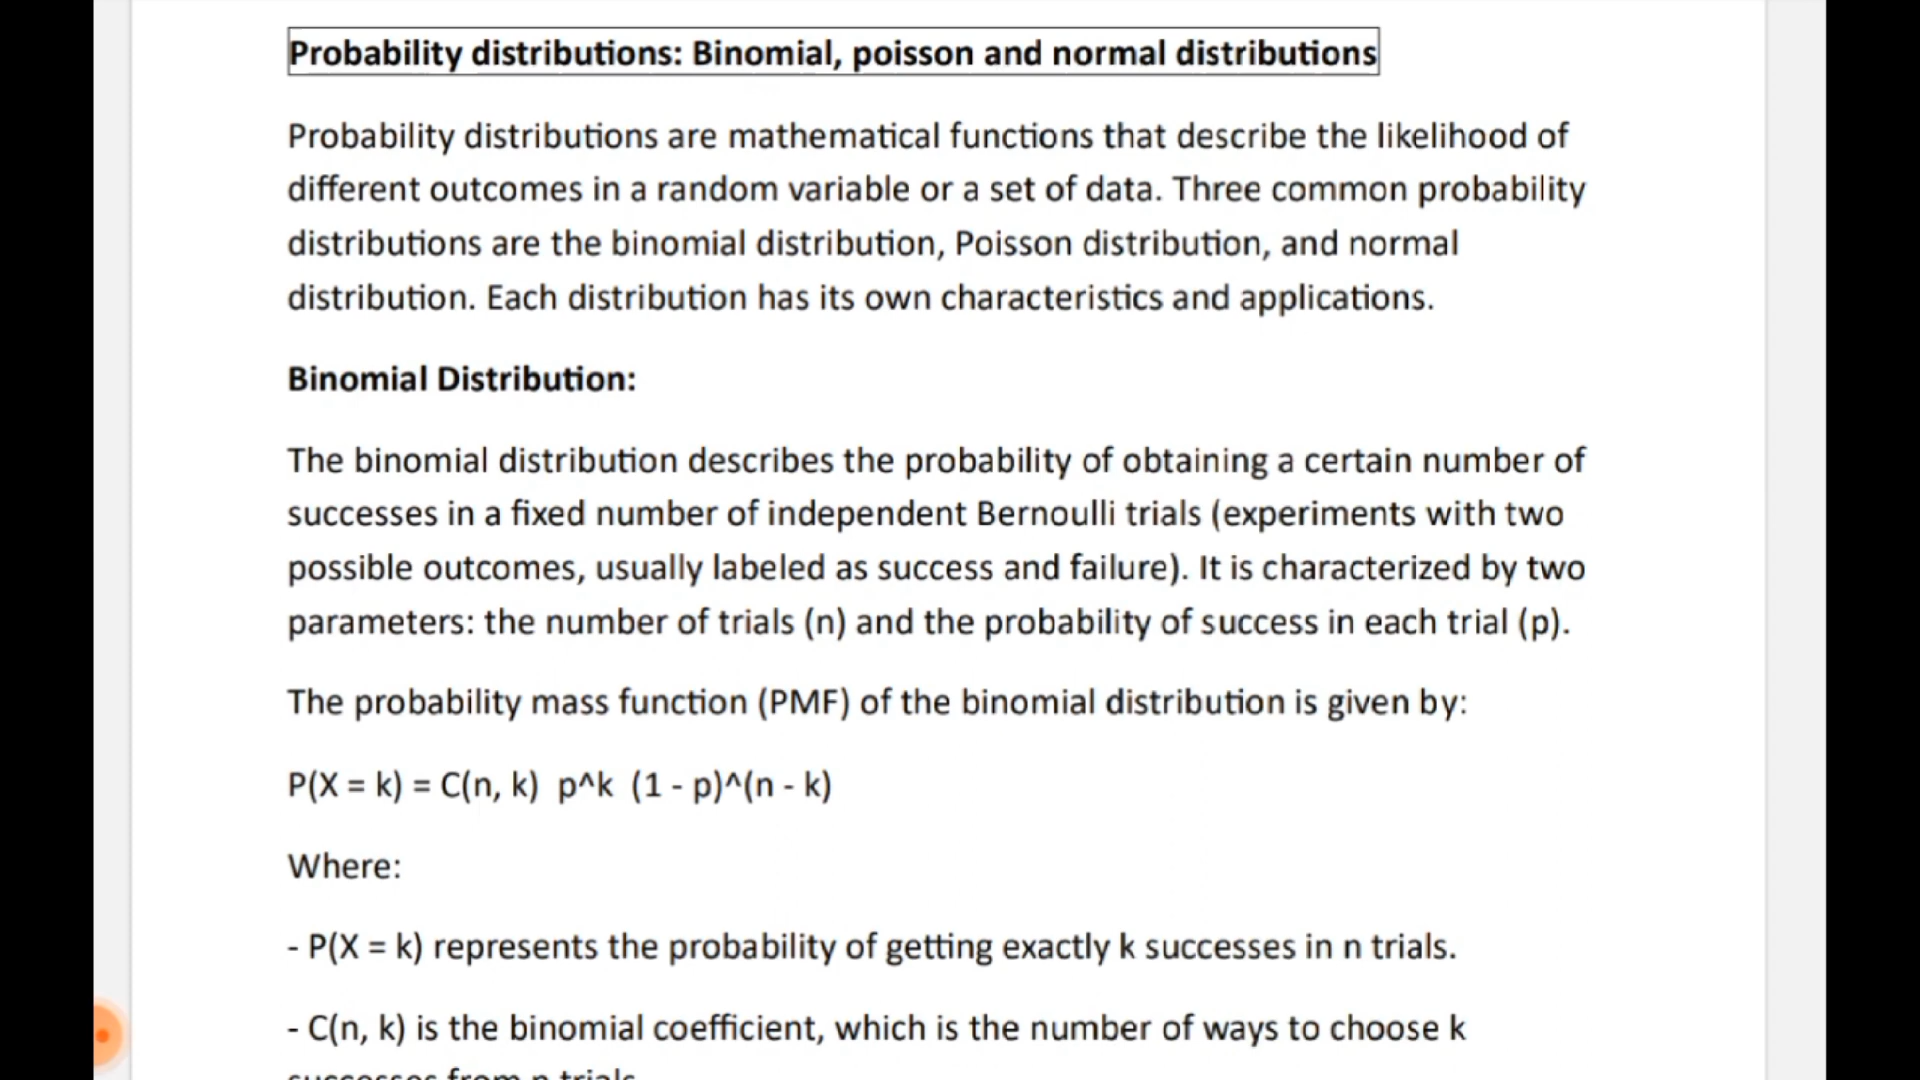 Probability distributions: Binomial, poisson and normal distributions
Probability distributions are mathematical functions that describe the likelihood of
different outcomes in a random variable or a set of data. Three common probability
distributions are the binomial distribution, Poisson distribution, and normal
distribution. Each distribution has its own characteristics and applications.
Binomial Distribution:
The binomial distribution describes the probability of obtaining a certain number of
successes in a fixed number of independent Bernoulli trials (experiments with two
possible outcomes, usually labeled as success and failure). It is characterized by two
parameters: the number of trials (n) and the probability of success in each trial (p).
The probability mass function (PMF) of the binomial distribution is given by:
P(X = k) = C(n, k)  p^k  (1 - p)^(n - k)
Where:
- P(X = k) represents the probability of getting exactly k successes in n trials.
- C(n, k) is the binomial coefficient, which is the number of ways to choose k
successes from n trials